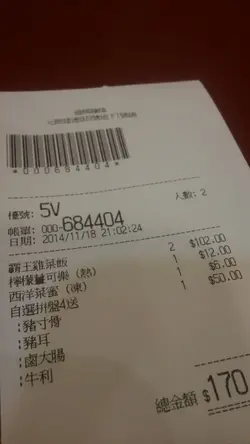 *000684404*
人數: 2
檯號: 5V
帳單: 000-684404
日期: 2014/11/18 21:02:24
霸王雞菜飯 2 $102.00
檸檬可樂 (熱) 1 $12.00
西洋菜蜜 (凍) 1 $6.00
自選拼盤4送 1 $50.00
:豬寸骨
:豬耳
:鹵大腸
:牛利
總金額 $170